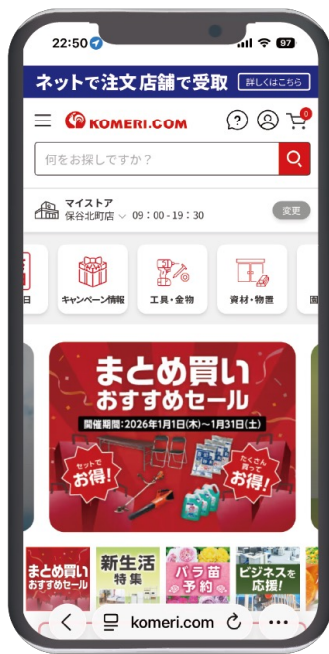 22:50
97
ネットで注文 店舗で受取 詳しくはこちら
KOMERI.COM
0
何をお探しですか？
マイストア
保谷北町店 09：00-19：30
変更
日
キャンペーン情報
工具・金物
資材・物置
園
まとめ買い
おすすめセール
開催期間：2026年1月1日(木)〜1月31日(土)
セットで
お得!
たくさん
買って
お得!
まとめ買い
おすすめセール
新生活
特集
バラ苗
予約
ビジネスを
応援!
komeri.com